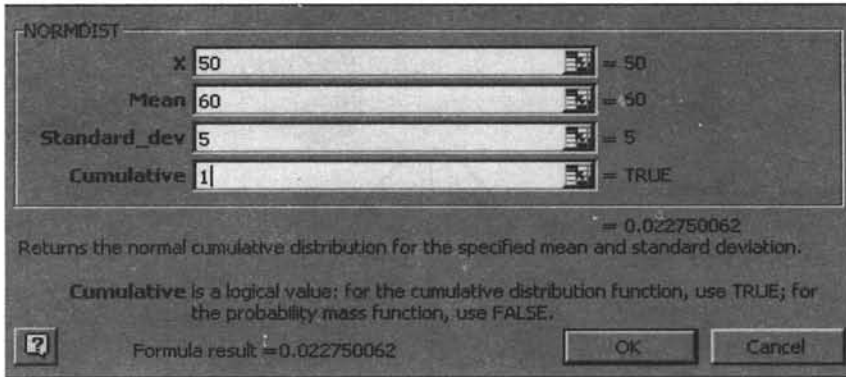 NORMDIST
X 50 = 50
Mean 60 = 60
Standard_dev 5 = 5
Cumulative 1 = TRUE
= 0.022750062
Returns the normal cumulative distribution for the specified mean and standard deviation.
Cumulative is a logical value: for the cumulative distribution function, use TRUE; for
the probability mass function, use FALSE.
? Formula result =0.022750062 OK Cancel